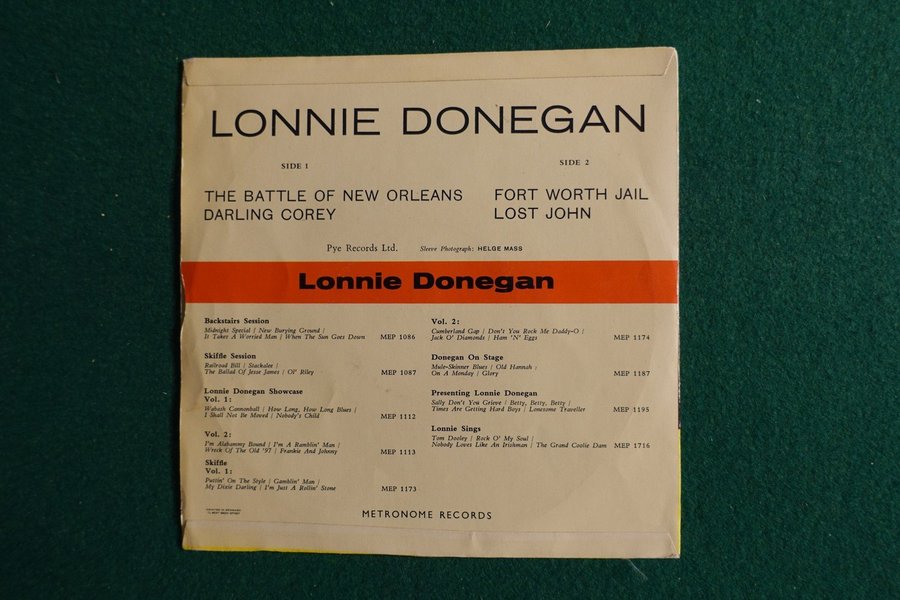 LONNIE DONEGAN
SIDE 1
THE BATTLE OF NEW ORLEANS
DARLING COREY
SIDE 2
FORT WORTH JAIL
LOST JOHN
Pye Records Ltd. Sleeve Photograph: HELGE MASS
Lonnie Donegan
Backstairs Session
Midnight Special / New Burying Ground /
It Takes A Worried Man / When The Sun Goes Down MEP 1086
Skiffle Session
Railroad Bill / Stackalee /
The Ballad Of Jesse James / Ol' Riley MEP 1087
Lonnie Donegan Showcase
Vol. 1:
Wabash Cannonball / How Long, How Long Blues /
I Shall Not Be Moved / Nobody's Child MEP 1112
Vol. 2:
I'm Alabammy Bound / I'm A Ramblin' Man /
Wreck Of The Old '97 / Frankie And Johnny MEP 1113
Skiffle
Vol. 1:
Puttin' On The Style / Gamblin' Man /
My Dixie Darling / I'm Just A Rollin' Stone MEP 1173
Vol. 2:
Cumberland Gap / Don't You Rock Me Daddy-O /
Jack O' Diamonds / Ham 'N' Eggs MEP 1174
Donegan On Stage
Mule-Skinner Blues / Old Hannah :
On A Monday / Glory MEP 1187
Presenting Lonnie Donegan
Sally Don't You Grieve / Betty, Betty, Betty /
Times Are Getting Hard Boys / Lonesome Traveller MEP 1195
Lonnie Sings
Tom Dooley / Rock O' My Soul /
Nobody Loves Like An Irishman / The Grand Coolie Dam MEP 1716
METRONOME RECORDS